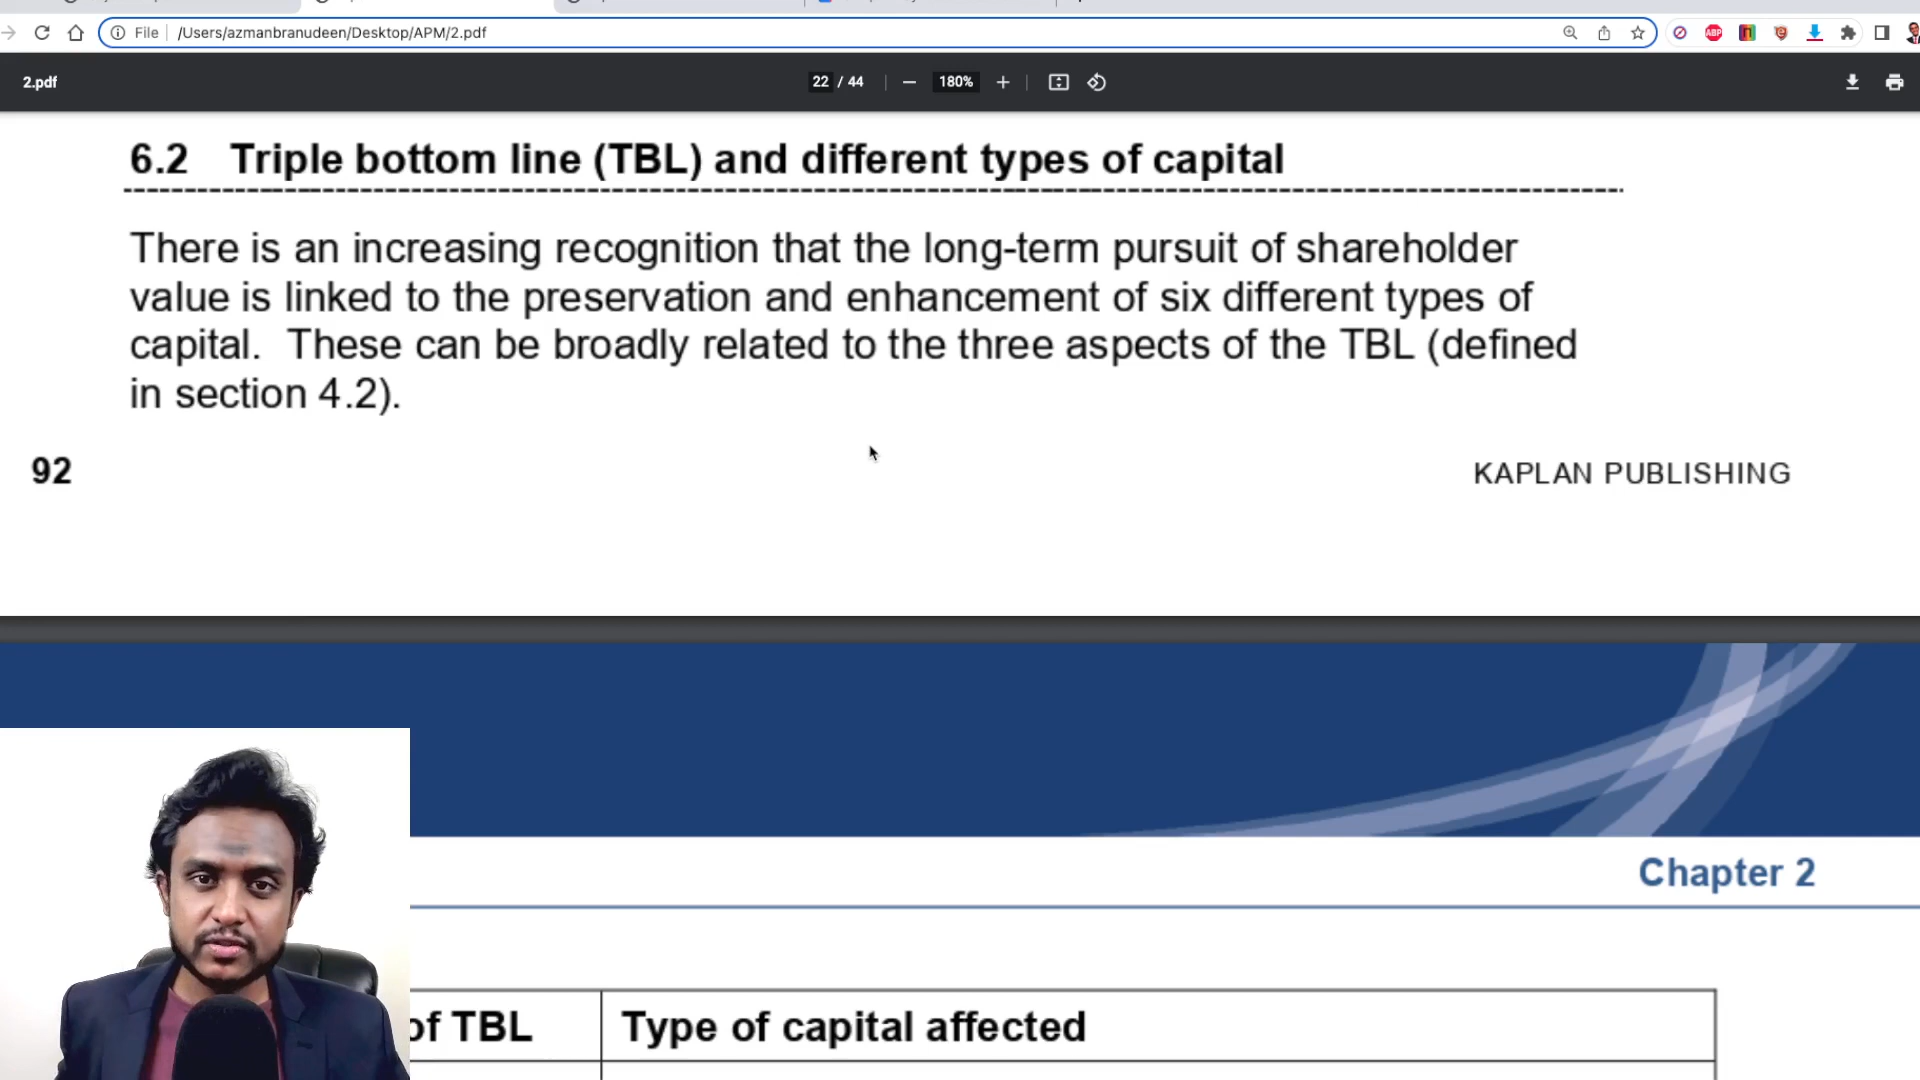 File
/Users/azmanbranudeen/Desktop/APM/2.pdf
ABP
2.pdf
22 / 44
180%
6.2 Triple bottom line (TBL) and different types of capital
There is an increasing recognition that the long-term pursuit of shareholder
value is linked to the preservation and enhancement of six different types of
capital. These can be broadly related to the three aspects of the TBL (defined
in section 4.2).
92
KAPLAN PUBLISHING
Chapter 2
of TBL
Type of capital affected